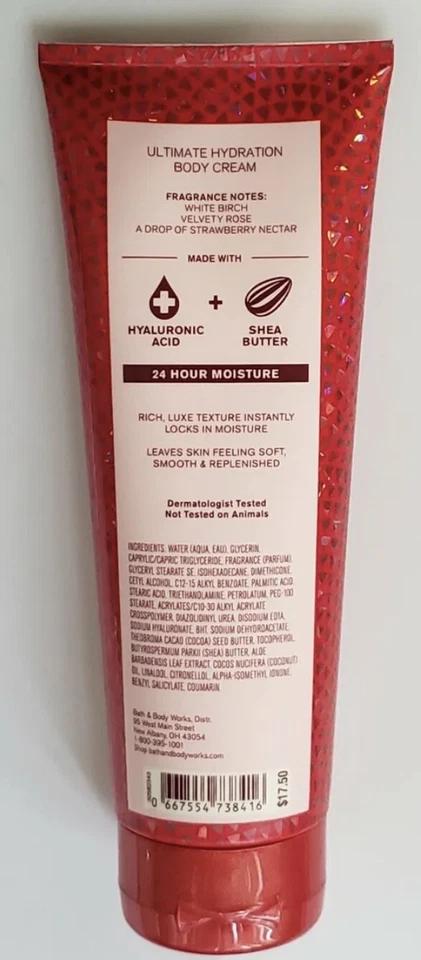 ULTIMATE HYDRATION
BODY CREAM
FRAGRANCE NOTES:
WHITE BIRCH
VELVETY ROSE
A DROP OF STRAWBERRY NECTAR
MADE WITH
HYALURONIC
ACID
+
SHEA
BUTTER
24 HOUR MOISTURE
RICH, LUXE TEXTURE INSTANTLY
LOCKS IN MOISTURE
LEAVES SKIN FEELING SOFT,
SMOOTH & REPLENISHED
Dermatologist Tested
Not Tested on Animals
INGREDIENTS: WATER (AQUA, EAU), GLYCERIN,
CAPRYLIC/CAPRIC TRIGLYCERIDE, FRAGRANCE (PARFUM),
GLYCERYL STEARATE SE, ISOHEXADECANE, DIMETHICONE,
CETYL ALCOHOL, C12-15 ALKYL BENZOATE, PALMITIC ACID,
STEARIC ACID, TRIETHANOLAMINE, PETROLATUM, PEG-100
STEARATE, ACRYLATES/C10-30 ALKYL ACRYLATE
CROSSPOLYMER, DIAZOLIDINYL UREA, DISODIUM EDTA,
SODIUM HYALURONATE, BHT, SODIUM DEHYDROACETATE,
THEOBROMA CACAO (COCOA) SEED BUTTER, TOCOPHEROL,
BUTYROSPERMUM PARKII (SHEA) BUTTER, ALOE
BARBADENSIS LEAF EXTRACT, COCOS NUCIFERA (COCONUT)
OIL, LINALOOL, CITRONELLOL, ALPHA-ISOMETHYL IONONE,
BENZYL SALICYLATE, COUMARIN.
Bath & Body Works, Distr.
95 West Main Street
New Albany, OH 43054
1-800-395-1001
Shop bathandbodyworks.com
0 667554 738416
$17.50